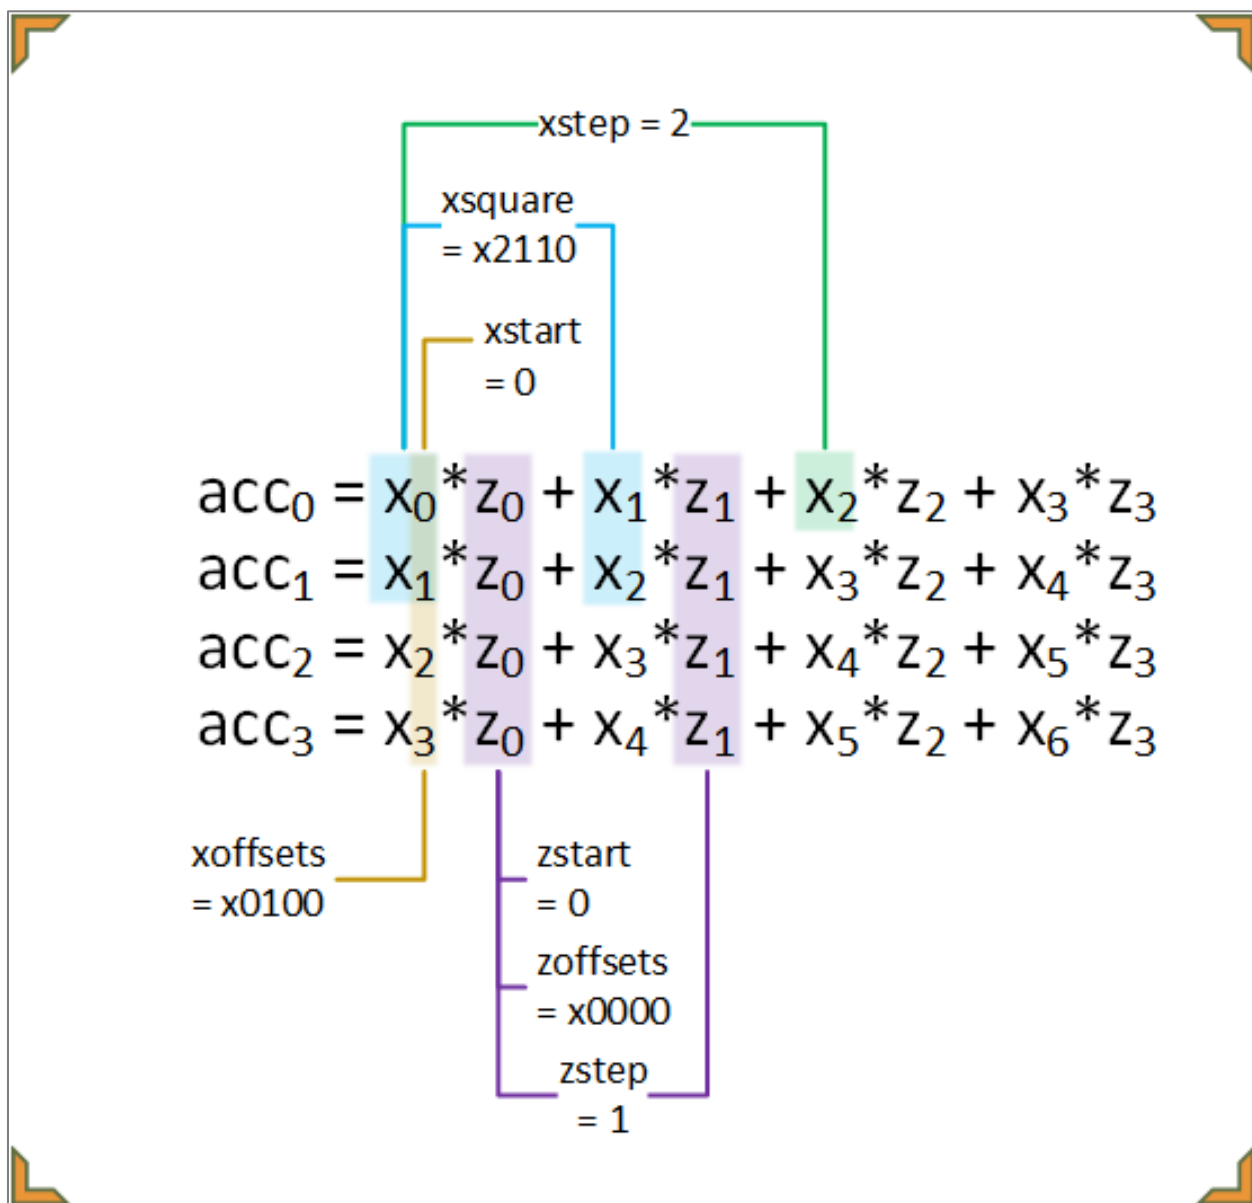 xstep = 2
xsquare
= x2110
xstart
= 0
acc₀ = x₀*z₀ + x₁*z₁ + x₂*z₂ + x₃*z₃
acc₁ = x₁*z₀ + x₂*z₁ + x₃*z₂ + x₄*z₃
acc₂ = x₂*z₀ + x₃*z₁ + x₄*z₂ + x₅*z₃
acc₃ = x₃*z₀ + x₄*z₁ + x₅*z₂ + x₆*z₃
xoffsets
= x0100
zstart
= 0
zoffsets
= x0000
zstep
= 1